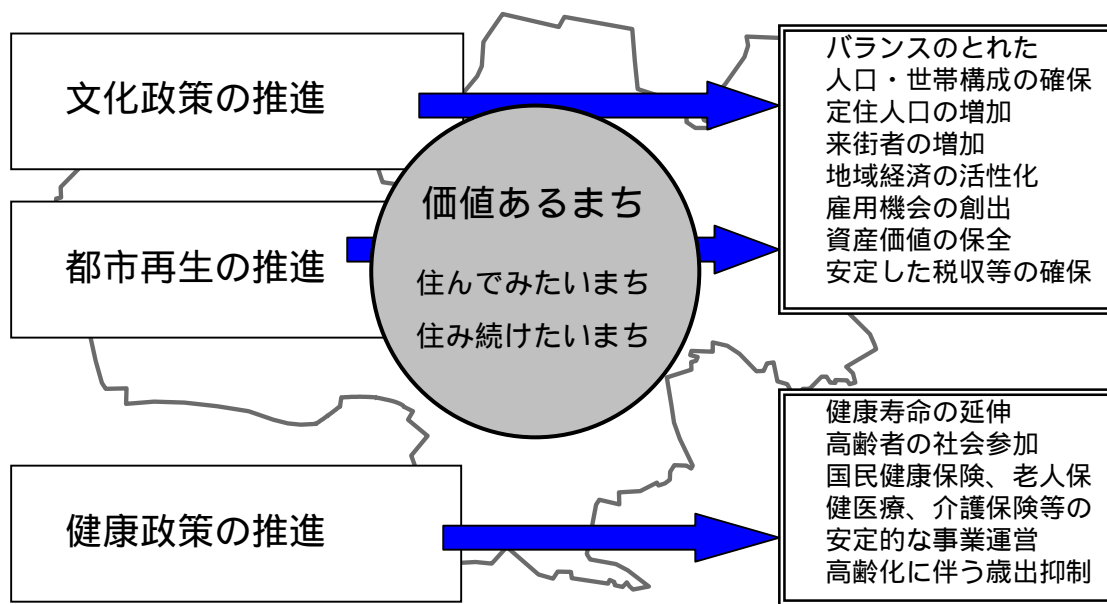 文化政策の推進
都市再生の推進
健康政策の推進
価値あるまち
住んでみたいまち
住み続けたいまち
バランスのとれた
人口・世帯構成の確保
定住人口の増加
来街者の増加
地域経済の活性化
雇用機会の創出
資産価値の保全
安定した税収等の確保
健康寿命の延伸
高齢者の社会参加
国民健康保険、老人保
健医療、介護保険等の
安定的な事業運営
高齢化に伴う歳出抑制